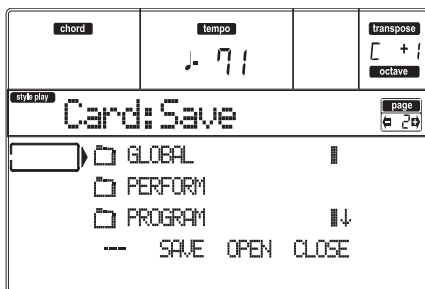 chord tempo transpose
♩- 71 C +1
octave
style play page
Card:Save 2
GLOBAL
PERFORM
PROGRAM
--- SAVE OPEN CLOSE